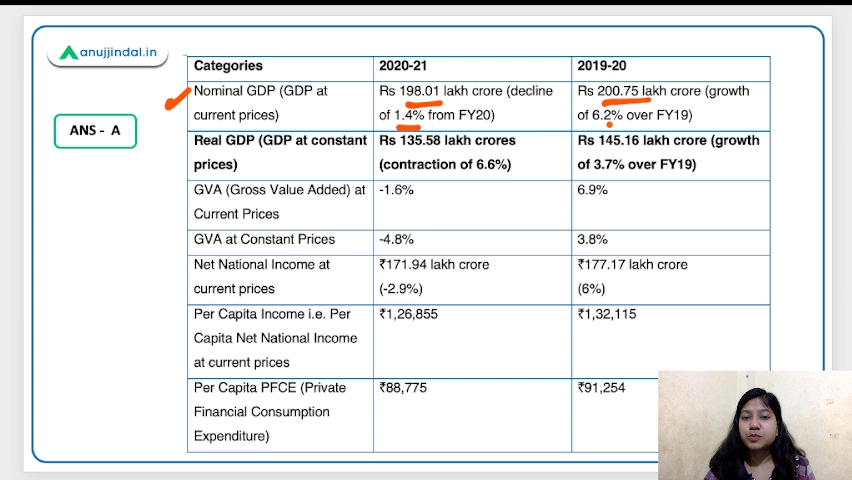 anujjindal.in
ANS - A
Categories 2020-21 2019-20
Nominal GDP (GDP at Rs 198.01 lakh crore (decline Rs 200.75 lakh crore (growth
current prices) of 1.4% from FY20) of 6.2% over FY19)
Real GDP (GDP at constant Rs 135.58 lakh crores Rs 145.16 lakh crore (growth
prices) (contraction of 6.6%) of 3.7% over FY19)
GVA (Gross Value Added) at -1.6% 6.9%
Current Prices
GVA at Constant Prices -4.8% 3.8%
Net National Income at ₹171.94 lakh crore ₹177.17 lakh crore
current prices (-2.9%) (6%)
Per Capita Income i.e. Per ₹1,26,855 ₹1,32,115
Capita Net National Income
at current prices
Per Capita PFCE (Private ₹88,775 ₹91,254
Financial Consumption
Expenditure)